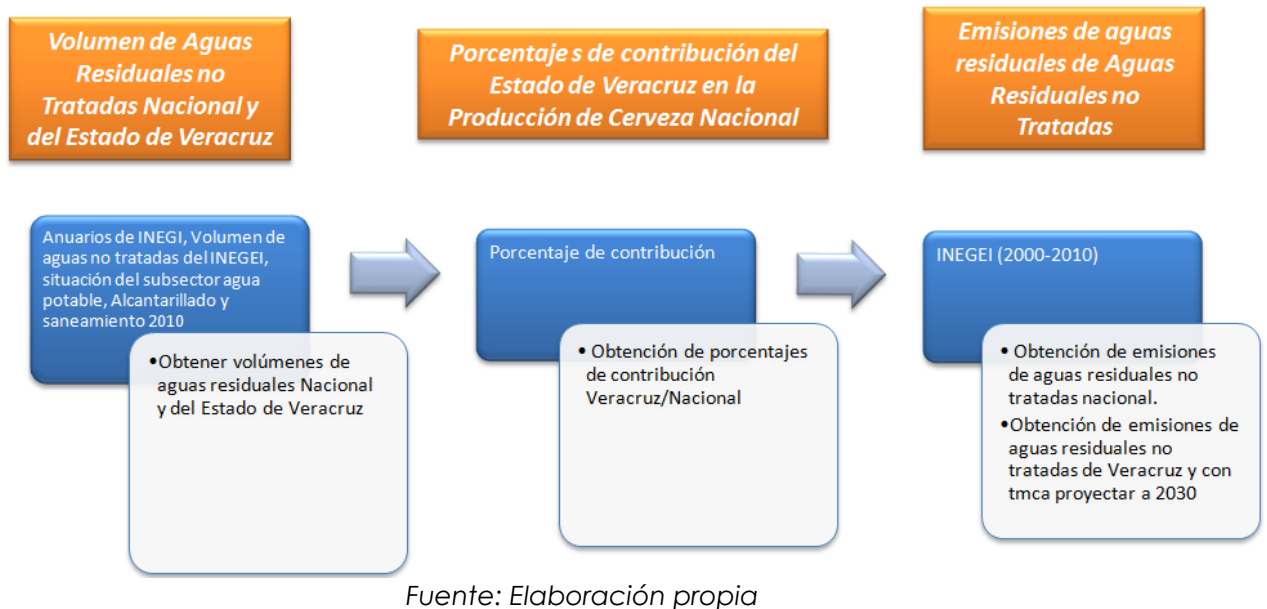 Volumen de Aguas
Residuales no
Tratadas Nacional y
del Estado de Veracruz
Porcentaje s de contribución del
Estado de Veracruz en la
Producción de Cerveza Nacional
Emisiones de aguas
residuales de Aguas
Residuales no
Tratadas
Anuarios de INEGI, Volumen de
aguas no tratadas del INEGEI,
situación del subsector agua
potable, Alcantarillado y
saneamiento 2010
•Obtener volúmenes de
aguas residuales Nacional
y del Estado de Veracruz
Porcentaje de contribución
• Obtención de porcentajes
de contribución
Veracruz/Nacional
INEGEI (2000-2010)
• Obtención de emisiones
de aguas residuales no
tratadas nacional.
•Obtención de emisiones de
aguas residuales no
tratadas de Veracruz y con
tmca proyectar a 2030
Fuente: Elaboración propia